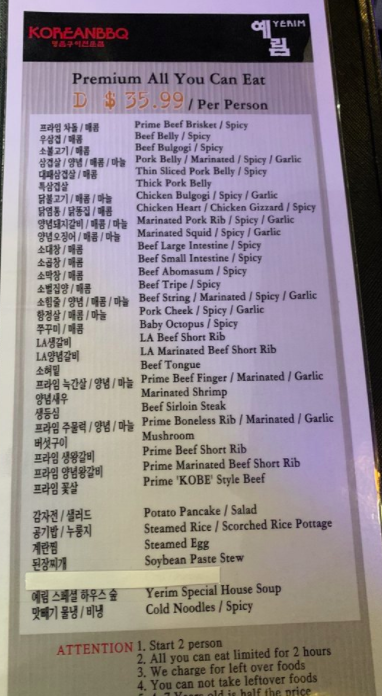 KOREANBBQ
예림 YERIM
Premium All You Can Eat
D $35.99 / Per Person
프라임 차돌 / 매콤 Prime Beef Brisket / Spicy
우삼겹 / 매콤 Beef Belly / Spicy
소불고기 / 매콤 Beef Bulgogi / Spicy
삼겹살 / 양념 / 매콤 / 마늘 Pork Belly / Marinated / Spicy / Garlic
대패삼겹살 / 매콤 Thin Sliced Pork Belly / Spicy
특삼겹살 Thick Pork Belly
닭불고기 / 매콤 / 마늘 Chicken Bulgogi / Spicy / Garlic
닭염통 / 닭똥집 / 매콤 Chicken Heart / Chicken Gizzard / Spicy
양념돼지갈비 / 매콤 / 마늘 Marinated Pork Rib / Spicy / Garlic
양념오징어 / 매콤 / 마늘 Marinated Squid / Spicy / Garlic
소대창 / 매콤 Beef Large Intestine / Spicy
소곱창 / 매콤 Beef Small Intestine / Spicy
소막창 / 매콤 Beef Abomasum / Spicy
소벌집양 / 매콤 Beef Tripe / Spicy
소힘줄 / 양념 / 매콤 / 마늘 Beef String / Marinated / Spicy / Garlic
항정살 / 매콤 / 마늘 Pork Cheek / Spicy / Garlic
쭈꾸미 / 매콤 Baby Octopus / Spicy
LA생갈비 LA Beef Short Rib
LA양념갈비 LA Marinated Beef Short Rib
소혀밑 Beef Tongue
프라임 늑간살 / 양념 / 마늘 Prime Beef Finger / Marinated / Garlic
양념새우 Marinated Shrimp
생등심 Beef Sirloin Steak
프라임 주물럭 / 양념 / 마늘 Prime Boneless Rib / Marinated / Garlic
버섯구이 Mushroom
프라임 생왕갈비 Prime Beef Short Rib
프라임 양념왕갈비 Prime Marinated Beef Short Rib
프라임 꽃살 Prime 'KOBE' Style Beef
감자전 / 샐러드 Potato Pancake / Salad
공기밥 / 누룽지 Steamed Rice / Scorched Rice Pottage
계란찜 Steamed Egg
된장찌개 Soybean Paste Stew
예림 스페셜 하우스 숲 Yerim Special House Soup
맛빼기 물냉 / 비냉 Cold Noodles / Spicy
ATTENTION 1. Start 2 person
2. All you can eat limited for 2 hours
3. We charge for left over foods
4. You can not take leftover foods
old is half the price